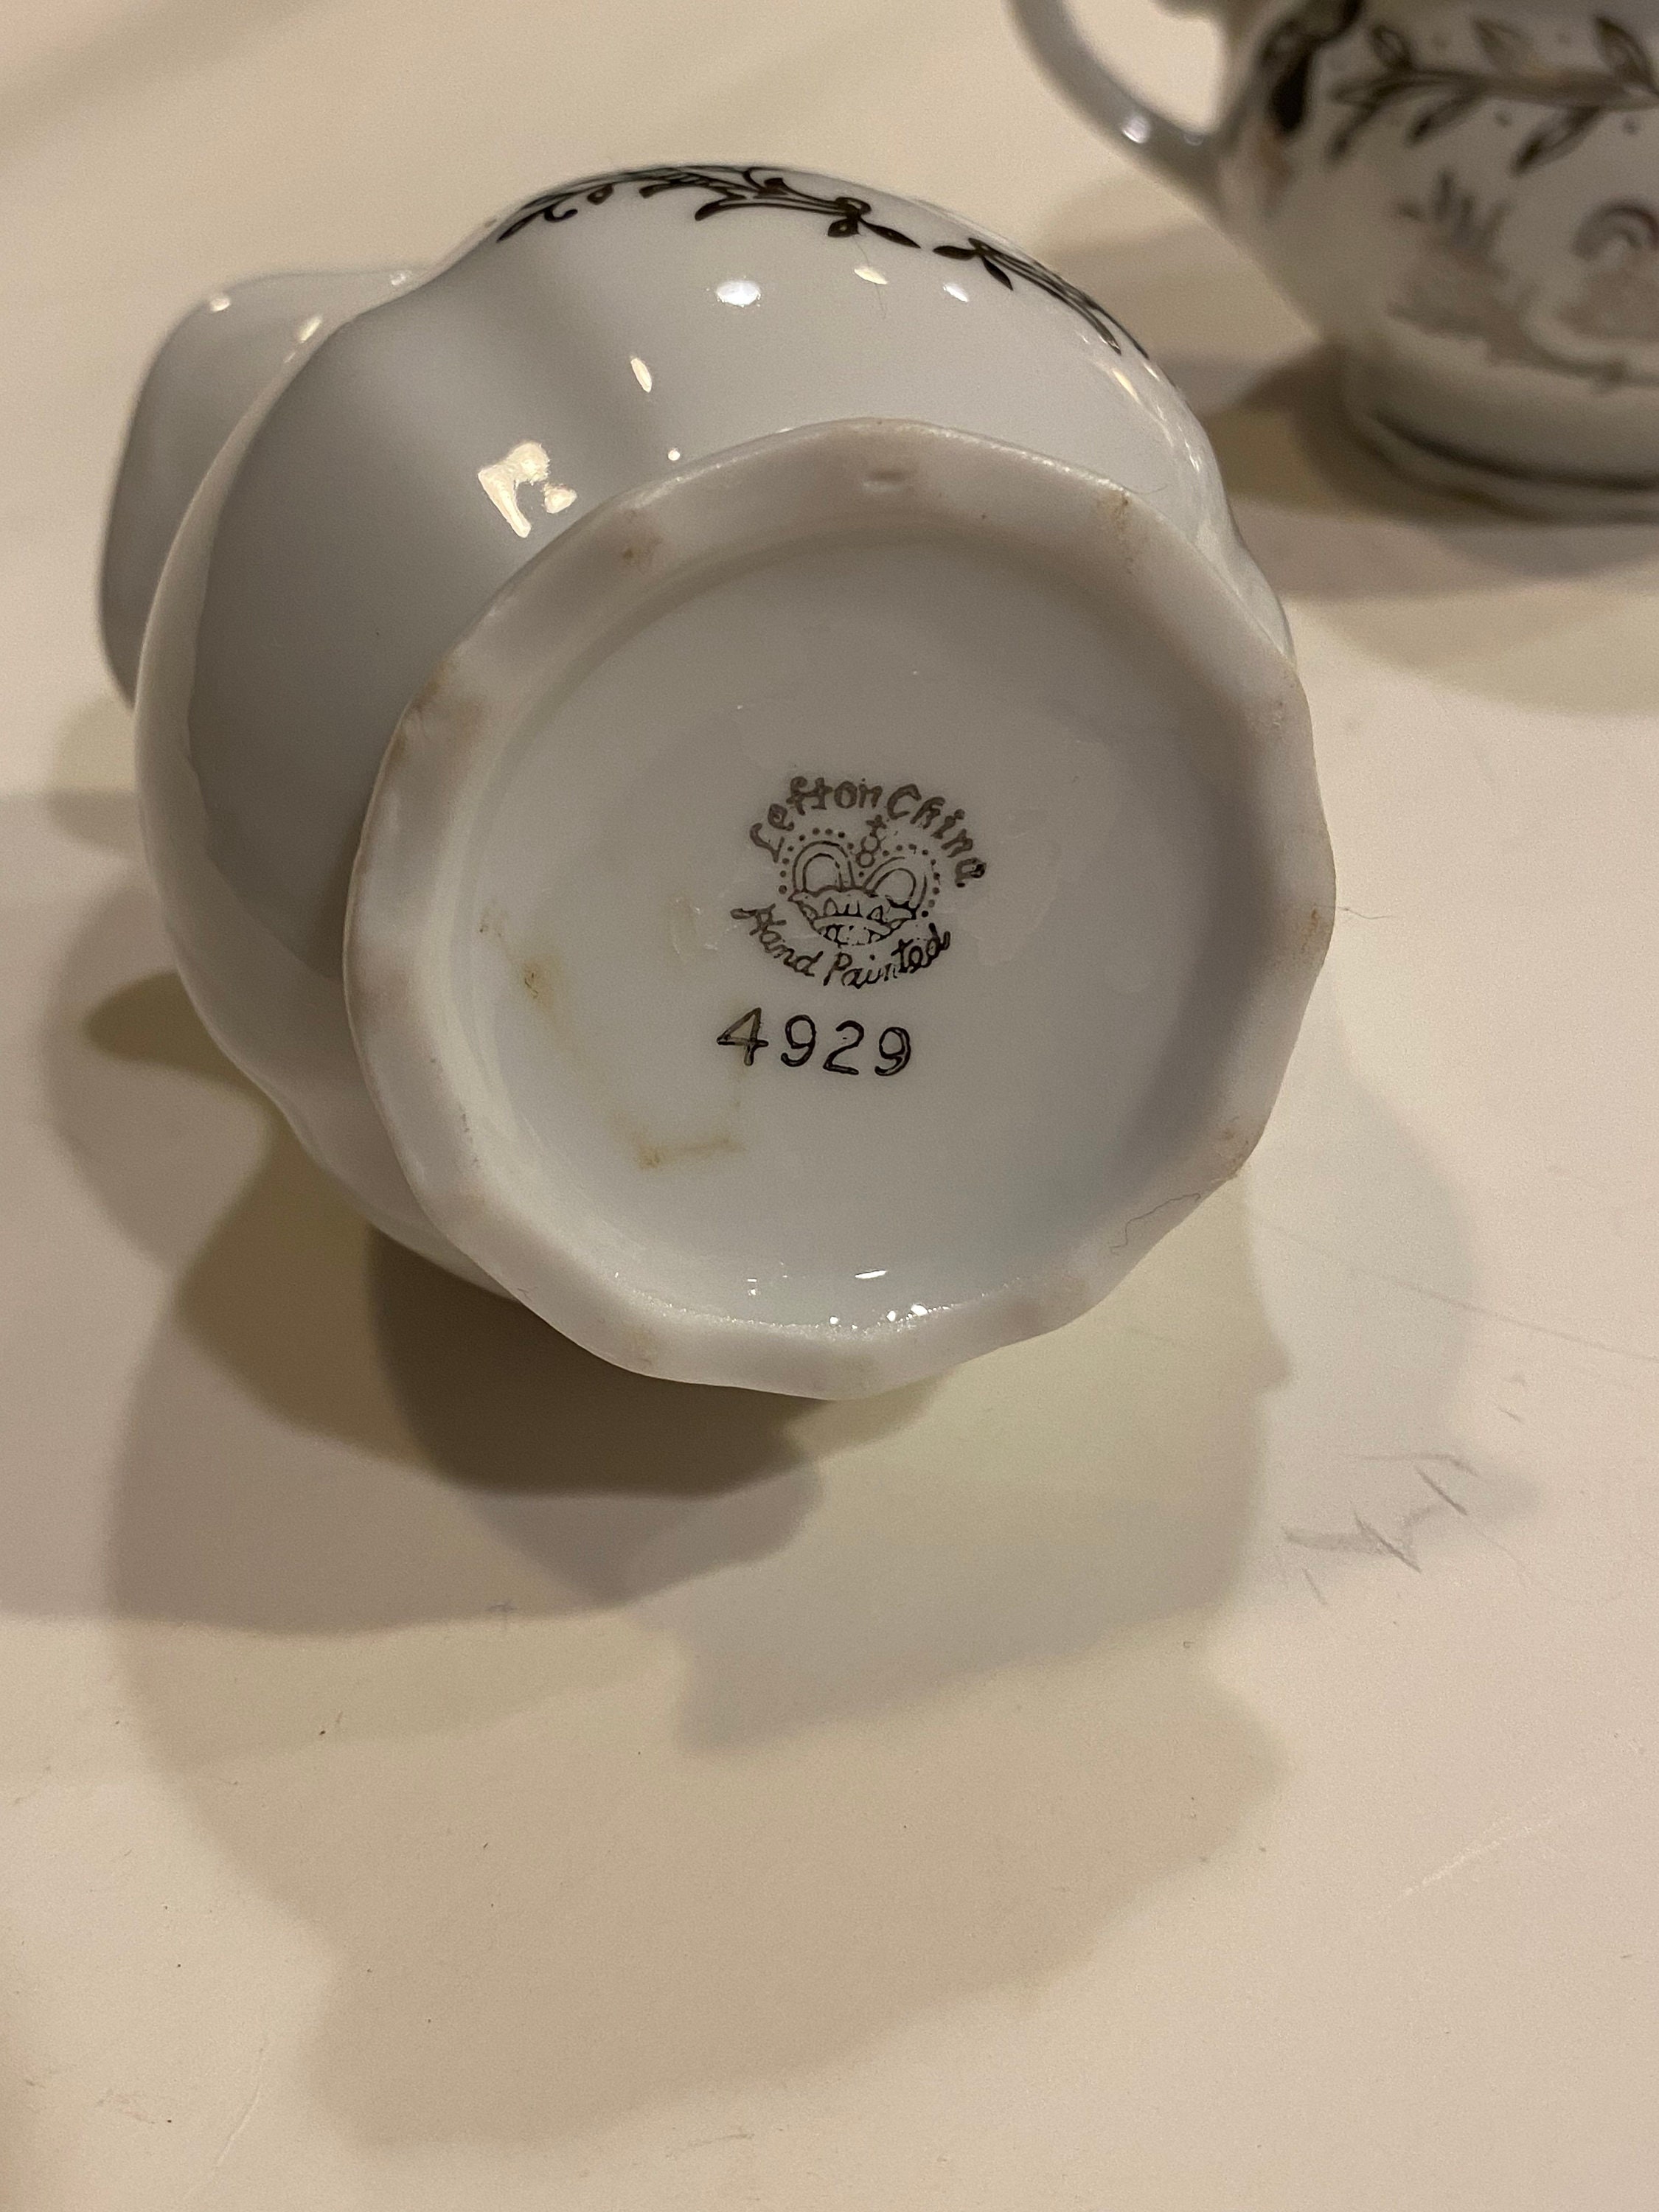 Lefton China
Hand Painted
4929